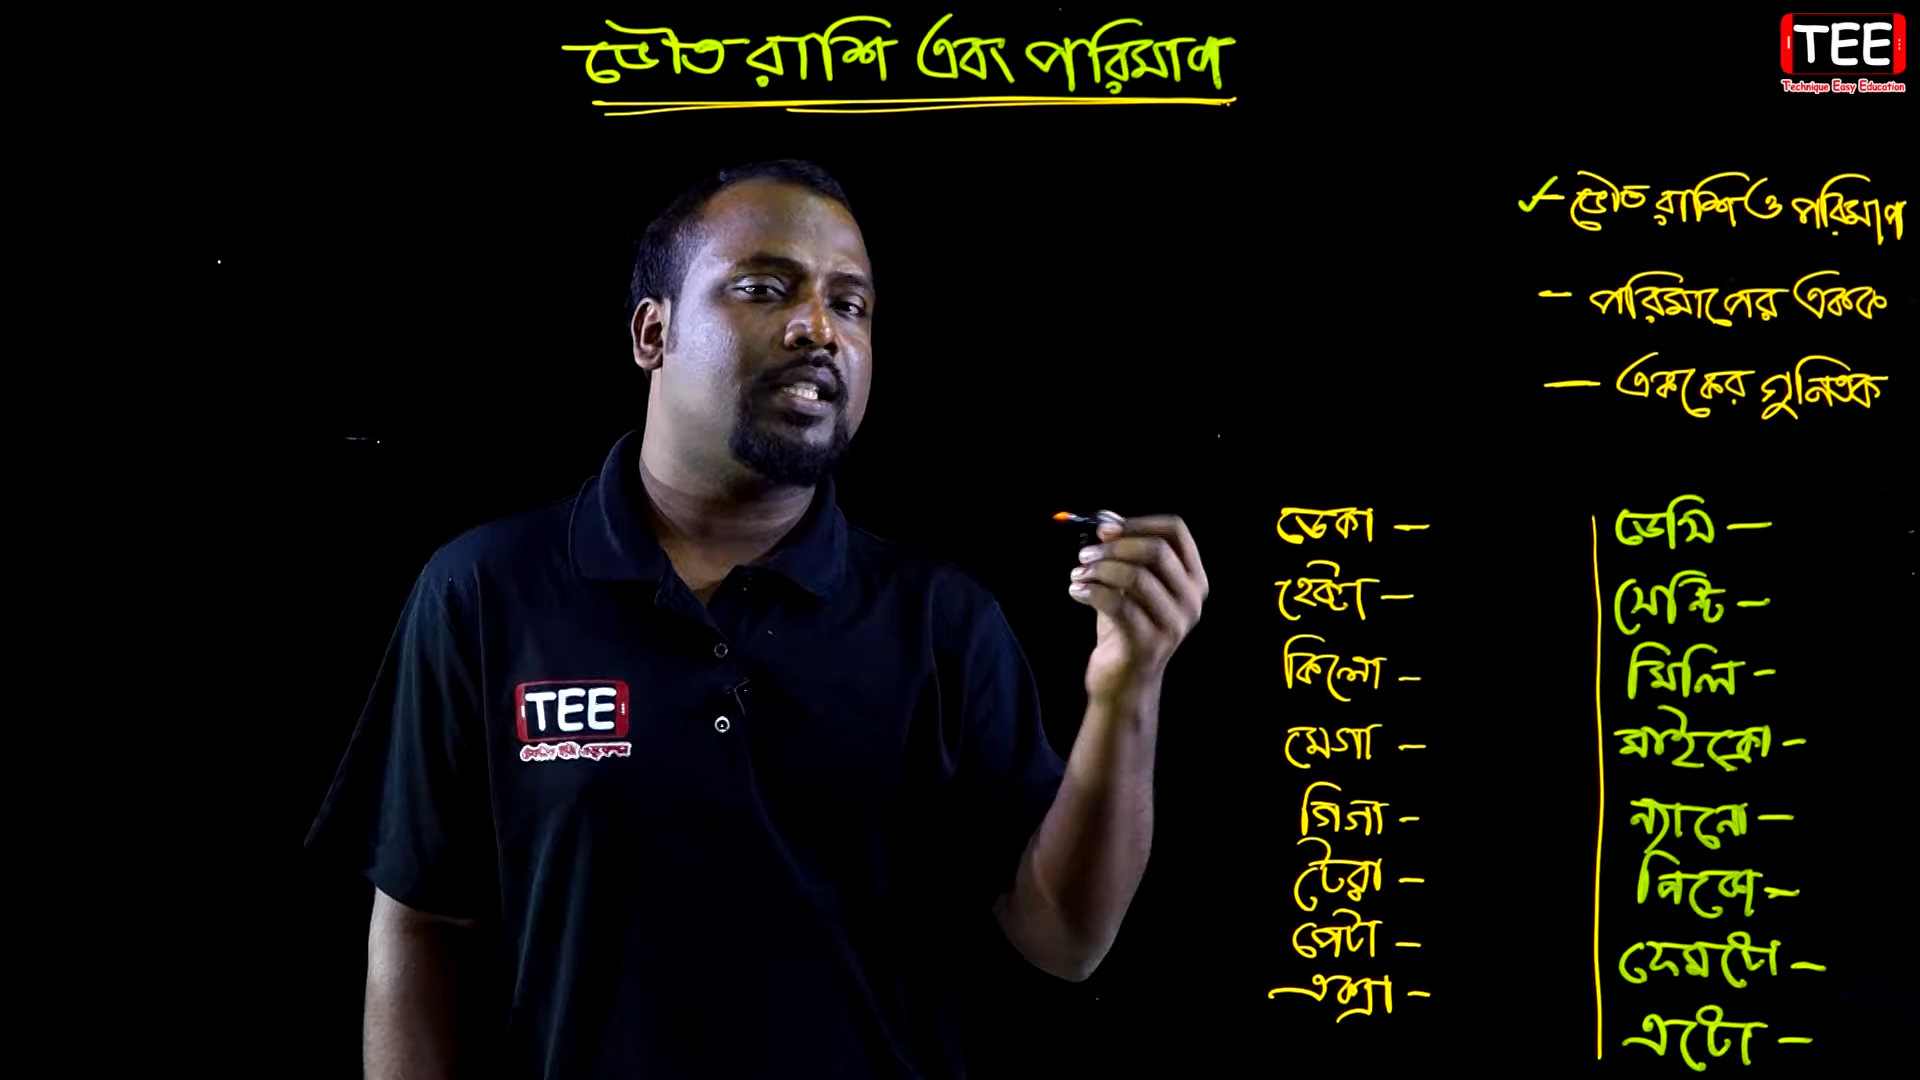 ভৌত রাশি এবং পরিমাপ
TEE
Technique Easy Education
ভৌত রাশি ও পরিমাপ
- পরিমাপের একক
- এককের গুনিতক
ডেকা -
হেক্টা -
কিলো -
মেগা -
গিগা -
টেরা -
পেটা -
এক্সা -
ডেসি -
সেন্টি -
মিলি -
মাইক্রো -
ন্যানো -
পিকো -
ফেমটো -
এটো -
TEE